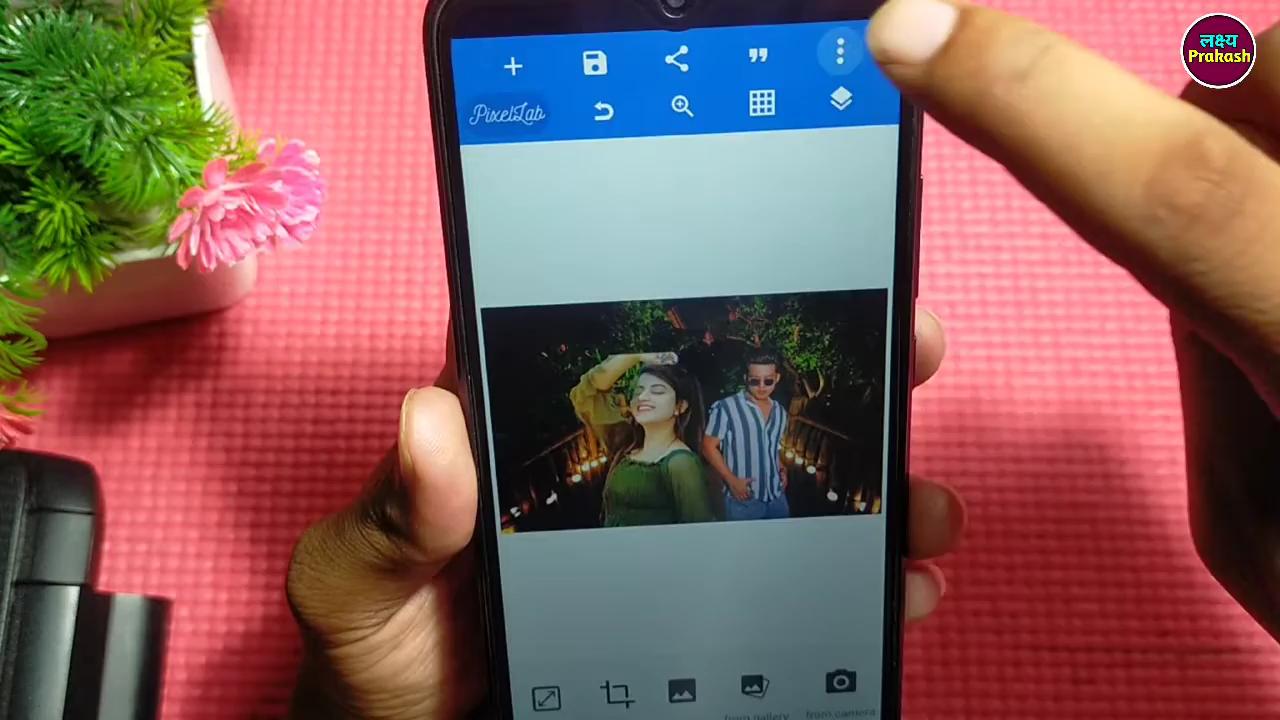 लक्ष्य
Prakash
PixelLab
from gallery
from camera